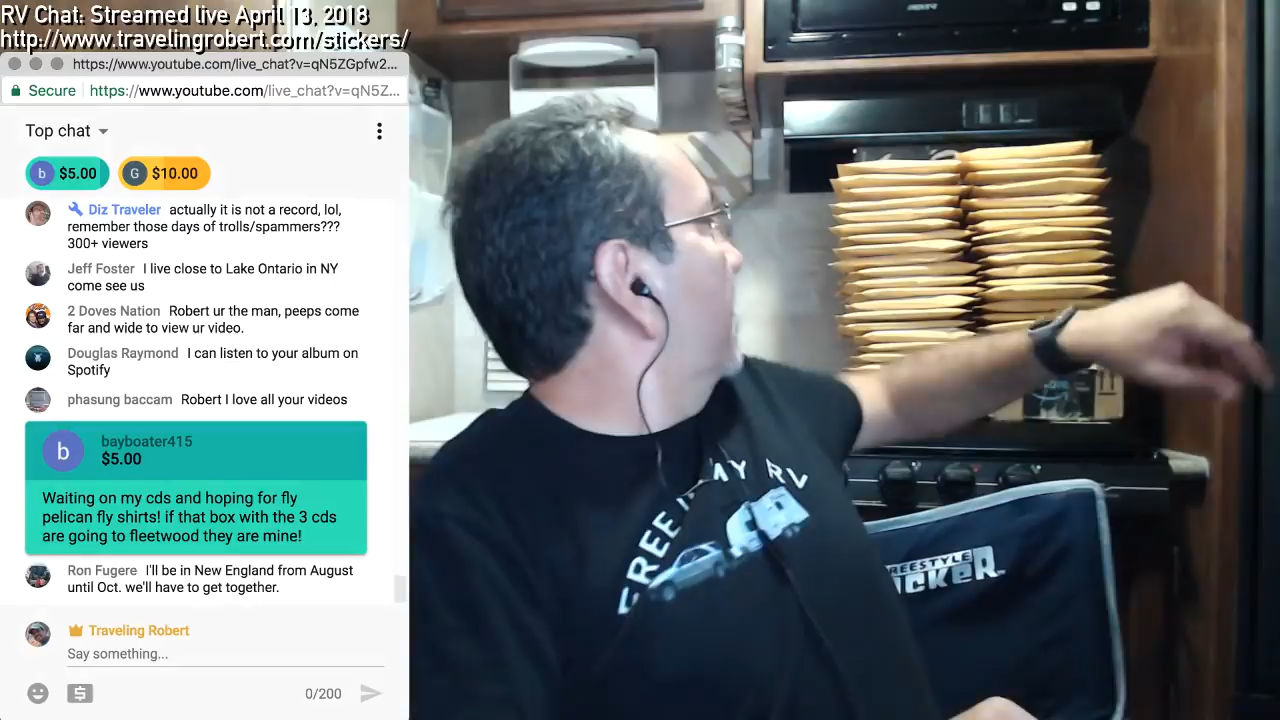 RV Chat: Streamed live April 13, 2018
http://www.travelingrobert.com/stickers/
https://www.youtube.com/live_chat?v=qN5ZGpfw2...
Secure https://www.youtube.com/live_chat?v=qN5Z...
Top chat
b $5.00 G $10.00
Diz Traveler actually it is not a record, lol,
remember those days of trolls/spammers???
300+ viewers
Jeff Foster I live close to Lake Ontario in NY
come see us
2 Doves Nation Robert ur the man, peeps come
far and wide to view ur video.
Douglas Raymond I can listen to your album on
Spotify
phasung baccam Robert I love all your videos
b bayboater415
$5.00
Waiting on my cds and hoping for fly
pelican fly shirts! if that box with the 3 cds
are going to fleetwood they are mine!
Ron Fugere I'll be in New England from August
until Oct. we'll have to get together.
Traveling Robert
Say something...
0/200
MY RV